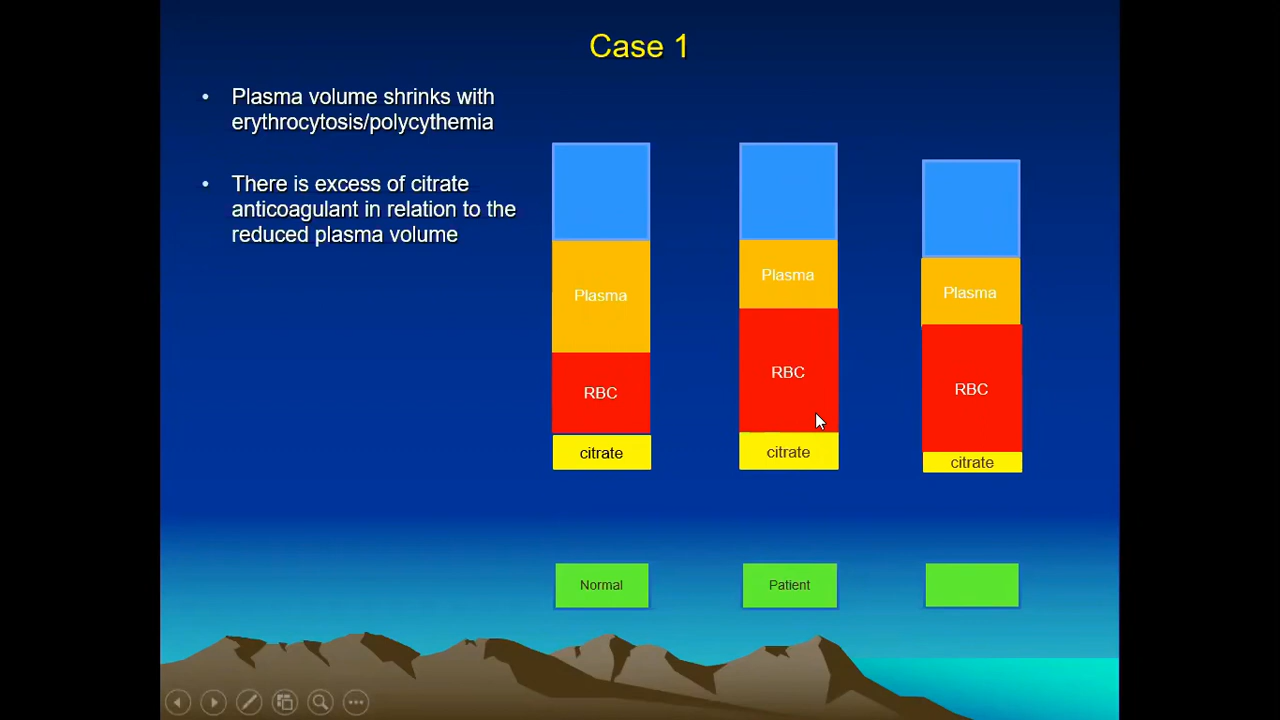 Case 1
• Plasma volume shrinks with
erythrocytosis/polycythemia
• There is excess of citrate
anticoagulant in relation to the
reduced plasma volume
Plasma
RBC
citrate
Normal
Plasma
RBC
citrate
Patient
Plasma
RBC
citrate